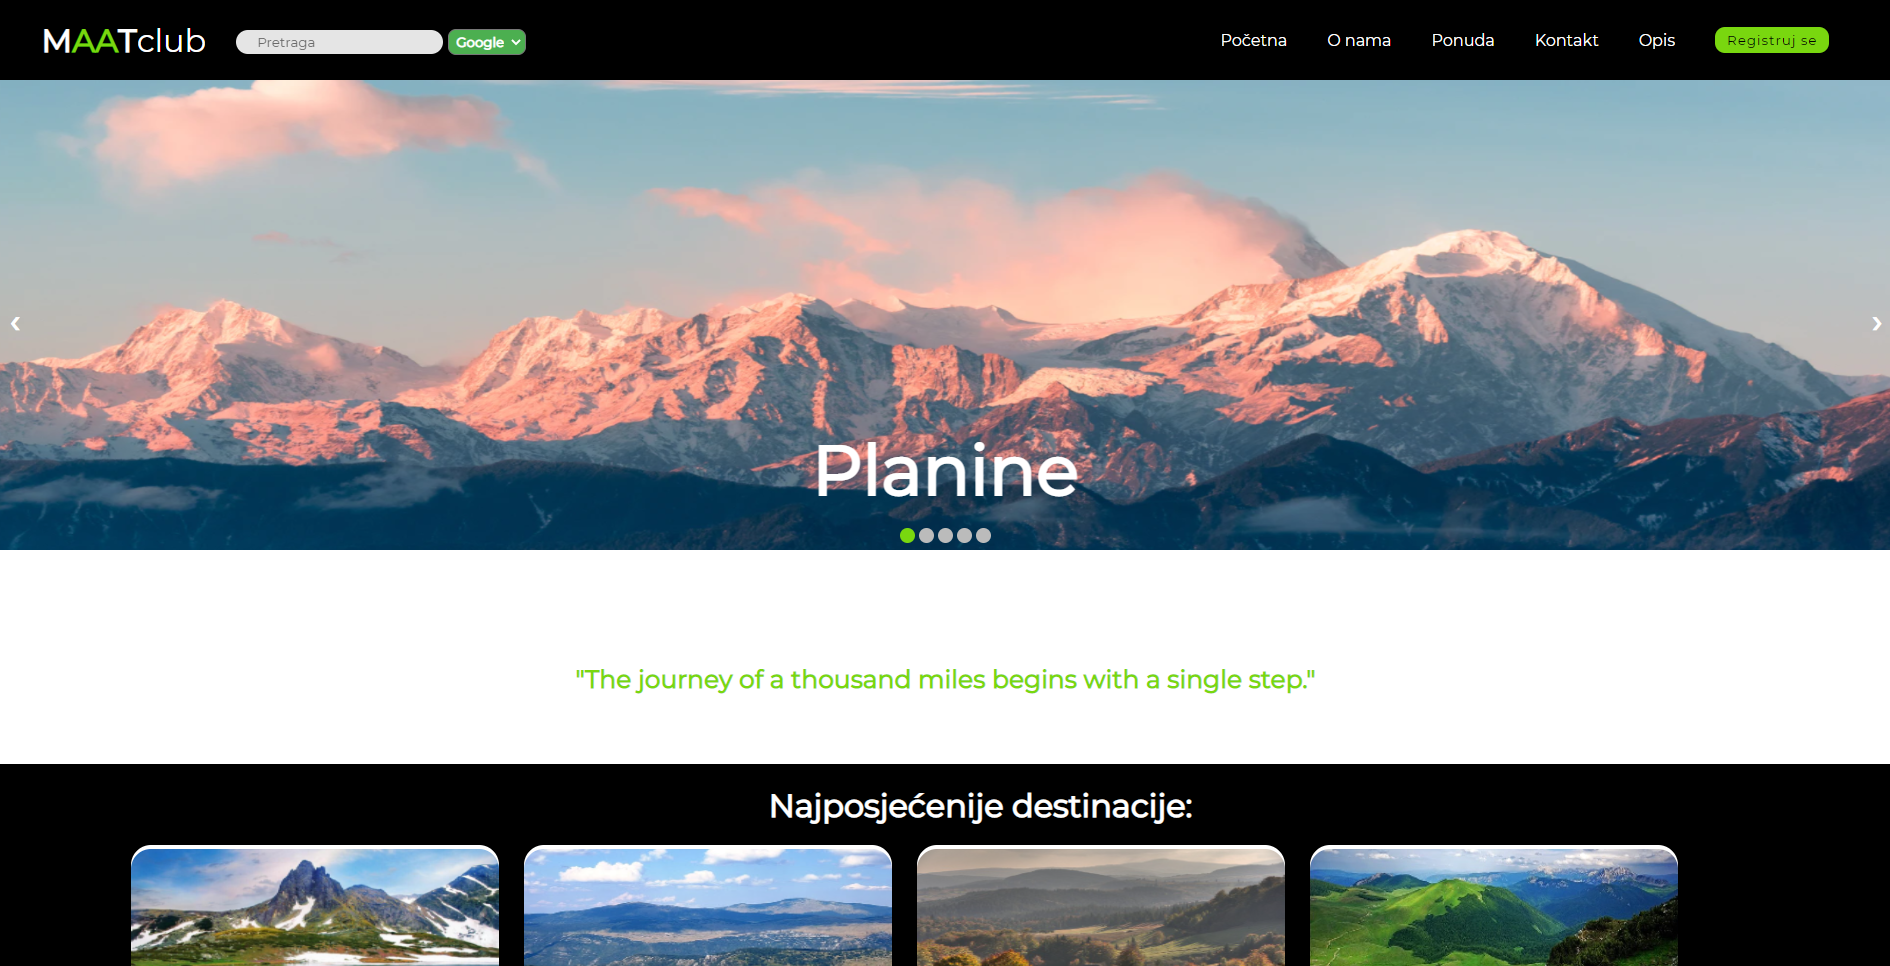 MAATclub
Pretraga
Google
Početna
O nama
Ponuda
Kontakt
Opis
Registruj se
Planine
"The journey of a thousand miles begins with a single step."
Najposjećenije destinacije: